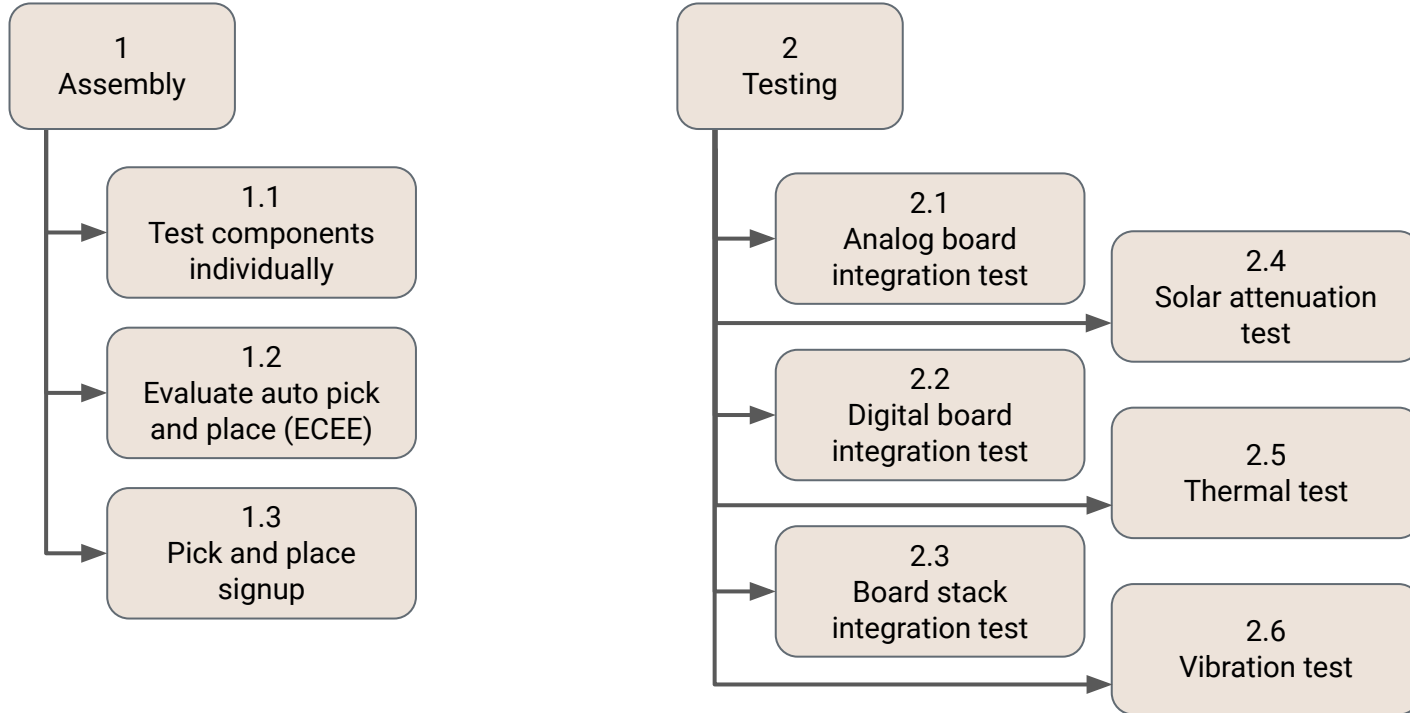 1
Assembly
1.1
Test components
individually
1.2
Evaluate auto pick
and place (ECEE)
1.3
Pick and place
signup
2
Testing
2.1
Analog board
integration test
2.2
Digital board
integration test
2.3
Board stack
integration test
2.4
Solar attenuation
test
2.5
Thermal test
2.6
Vibration test